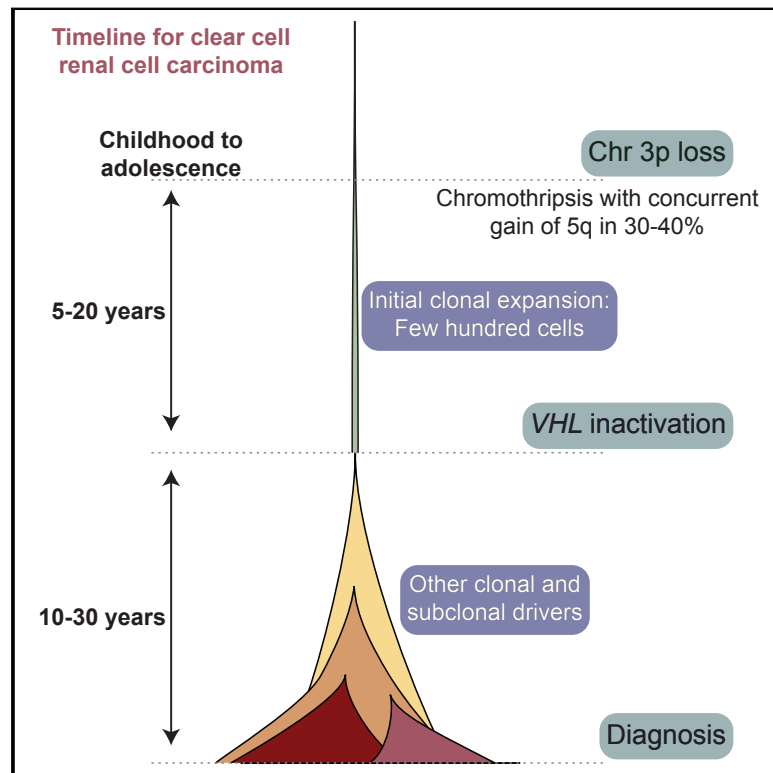 Timeline for clear cell
renal cell carcinoma
Childhood to
adolescence
Chr 3p loss
Chromothripsis with concurrent
gain of 5q in 30-40%
5-20 years
Initial clonal expansion:
Few hundred cells
VHL inactivation
10-30 years
Other clonal and
subclonal drivers
Diagnosis